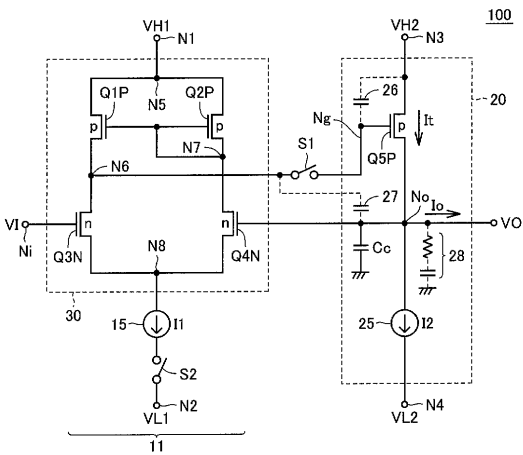 100
VH1
N1
VH2
N3
Q1P
Q2P
N5
26
20
p
p
Ng
p
It
S1
Q5P
N6
N7
27
No
Io
VI
Ni
n
n
VO
Q3N
Q4N
N8
Cc
28
30
15
I1
25
I2
S2
N2
VL1
N4
VL2
11